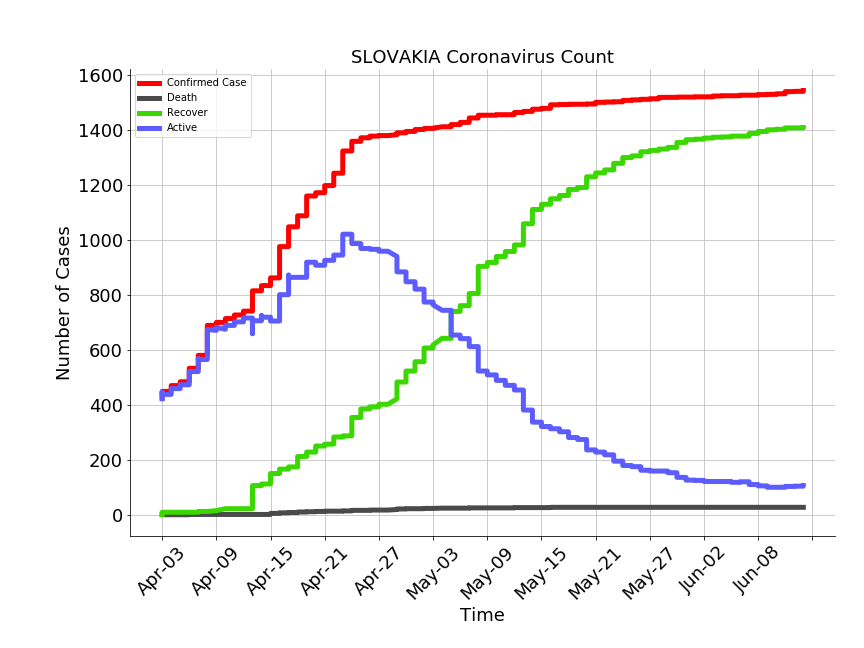 SLOVAKIA Coronavirus Count
Confirmed Case
Death
Recover
Active
Number of Cases
1600
1400
1200
1000
800
600
400
200
0
Apr-03
Apr-09
Apr-15
Apr-21
Apr-27
May-03
May-09
May-15
May-21
May-27
Jun-02
Jun-08
Time